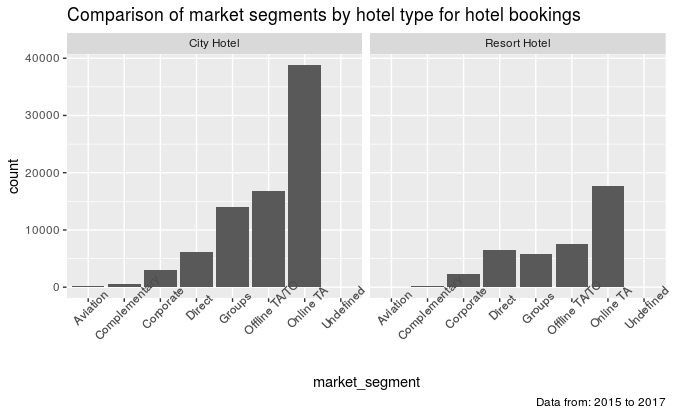 Comparison of market segments by hotel type for hotel bookings
City Hotel
Resort Hotel
40000
30000
20000
10000
0
count
Aviation
Complementary
Corporate
Direct
Groups
Offline TA/TO
Online TA
Undefined
Aviation
Complementary
Corporate
Direct
Groups
Offline TA/TO
Online TA
Undefined
market_segment
Data from: 2015 to 2017